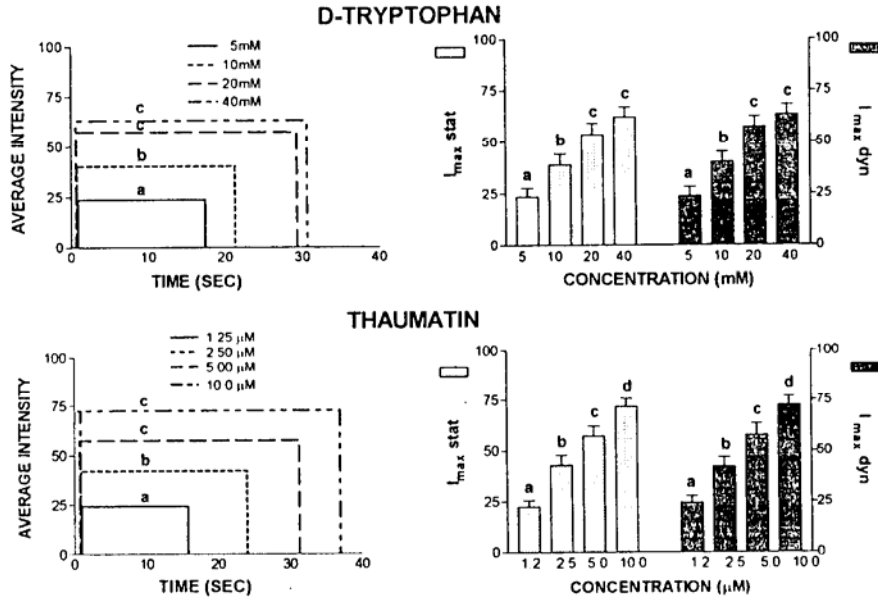 D-TRYPTOPHAN
AVERAGE INTENSITY
100
75
50
25
0
5mM
10mM
20mM
40mM
c
c
b
a
0 10 20 30 40
TIME (SEC)
I max stat
100
75
50
25
0
a b c c
a b c c
5 10 20 40
5 10 20 40
CONCENTRATION (mM)
100
75
50
25
0
I max dyn
THAUMATIN
AVERAGE INTENSITY
100
75
50
25
0
1 25 μM
2 50 μM
5 00 μM
10 0 μM
c
c
b
a
0 10 20 30 40
TIME (SEC)
I max stat
100
75
50
25
0
a b c d
a b c d
1 2 2 5 5 0 10 0
1 2 2 5 5 0 10 0
CONCENTRATION (μM)
100
75
50
25
0
I max dyn